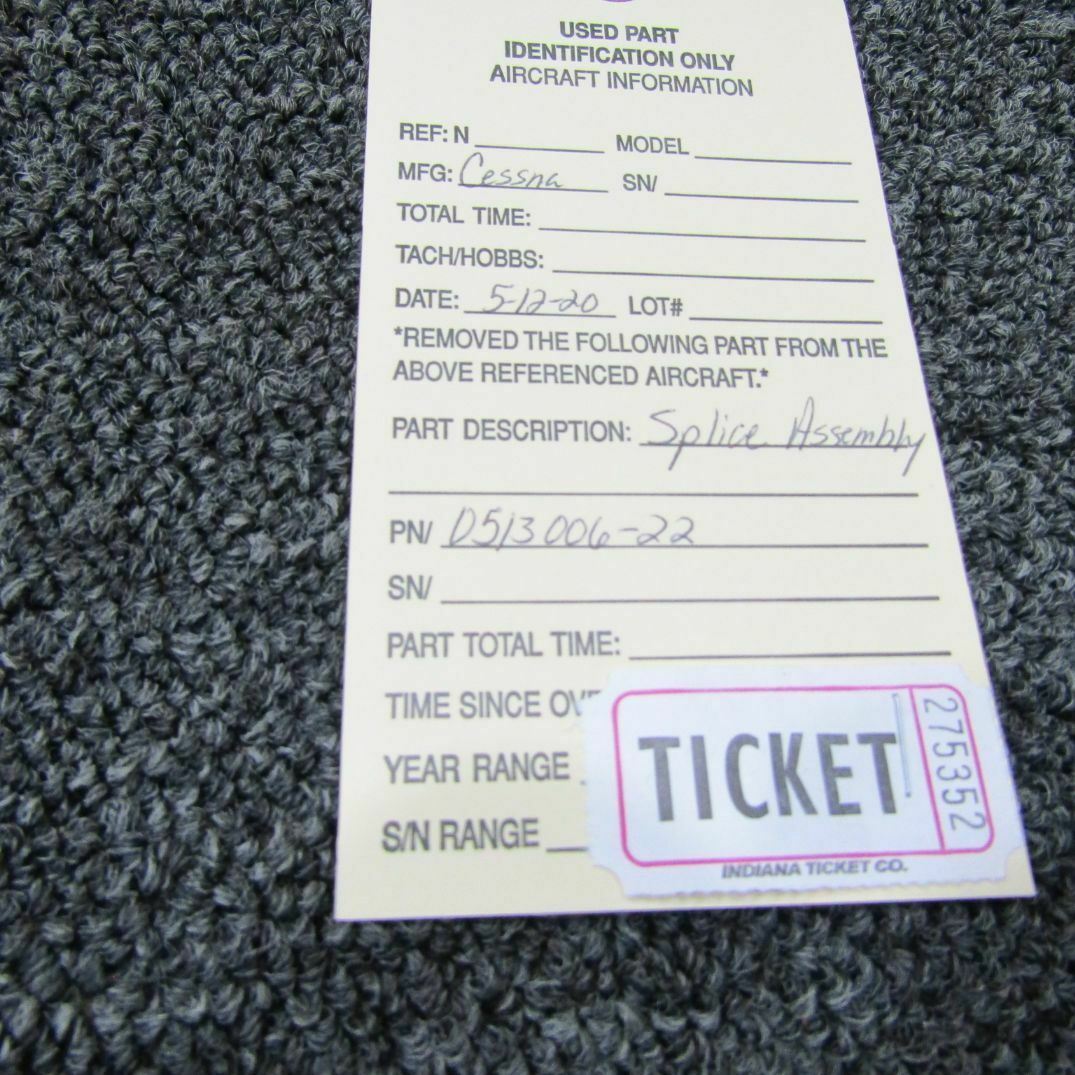 USED PART
IDENTIFICATION ONLY
AIRCRAFT INFORMATION
REF: N MODEL
MFG: Cessna SN/
TOTAL TIME:
TACH/HOBBS:
DATE: 5-12-20 LOT#
*REMOVED THE FOLLOWING PART FROM THE
ABOVE REFERENCED AIRCRAFT.*
PART DESCRIPTION: Splice Assembly
PN/ 0513006-22
SN/
PART TOTAL TIME:
TIME SINCE
YEAR RANGE
S/N RANGE
TICKET
275352
INDIANA TICKET CO.